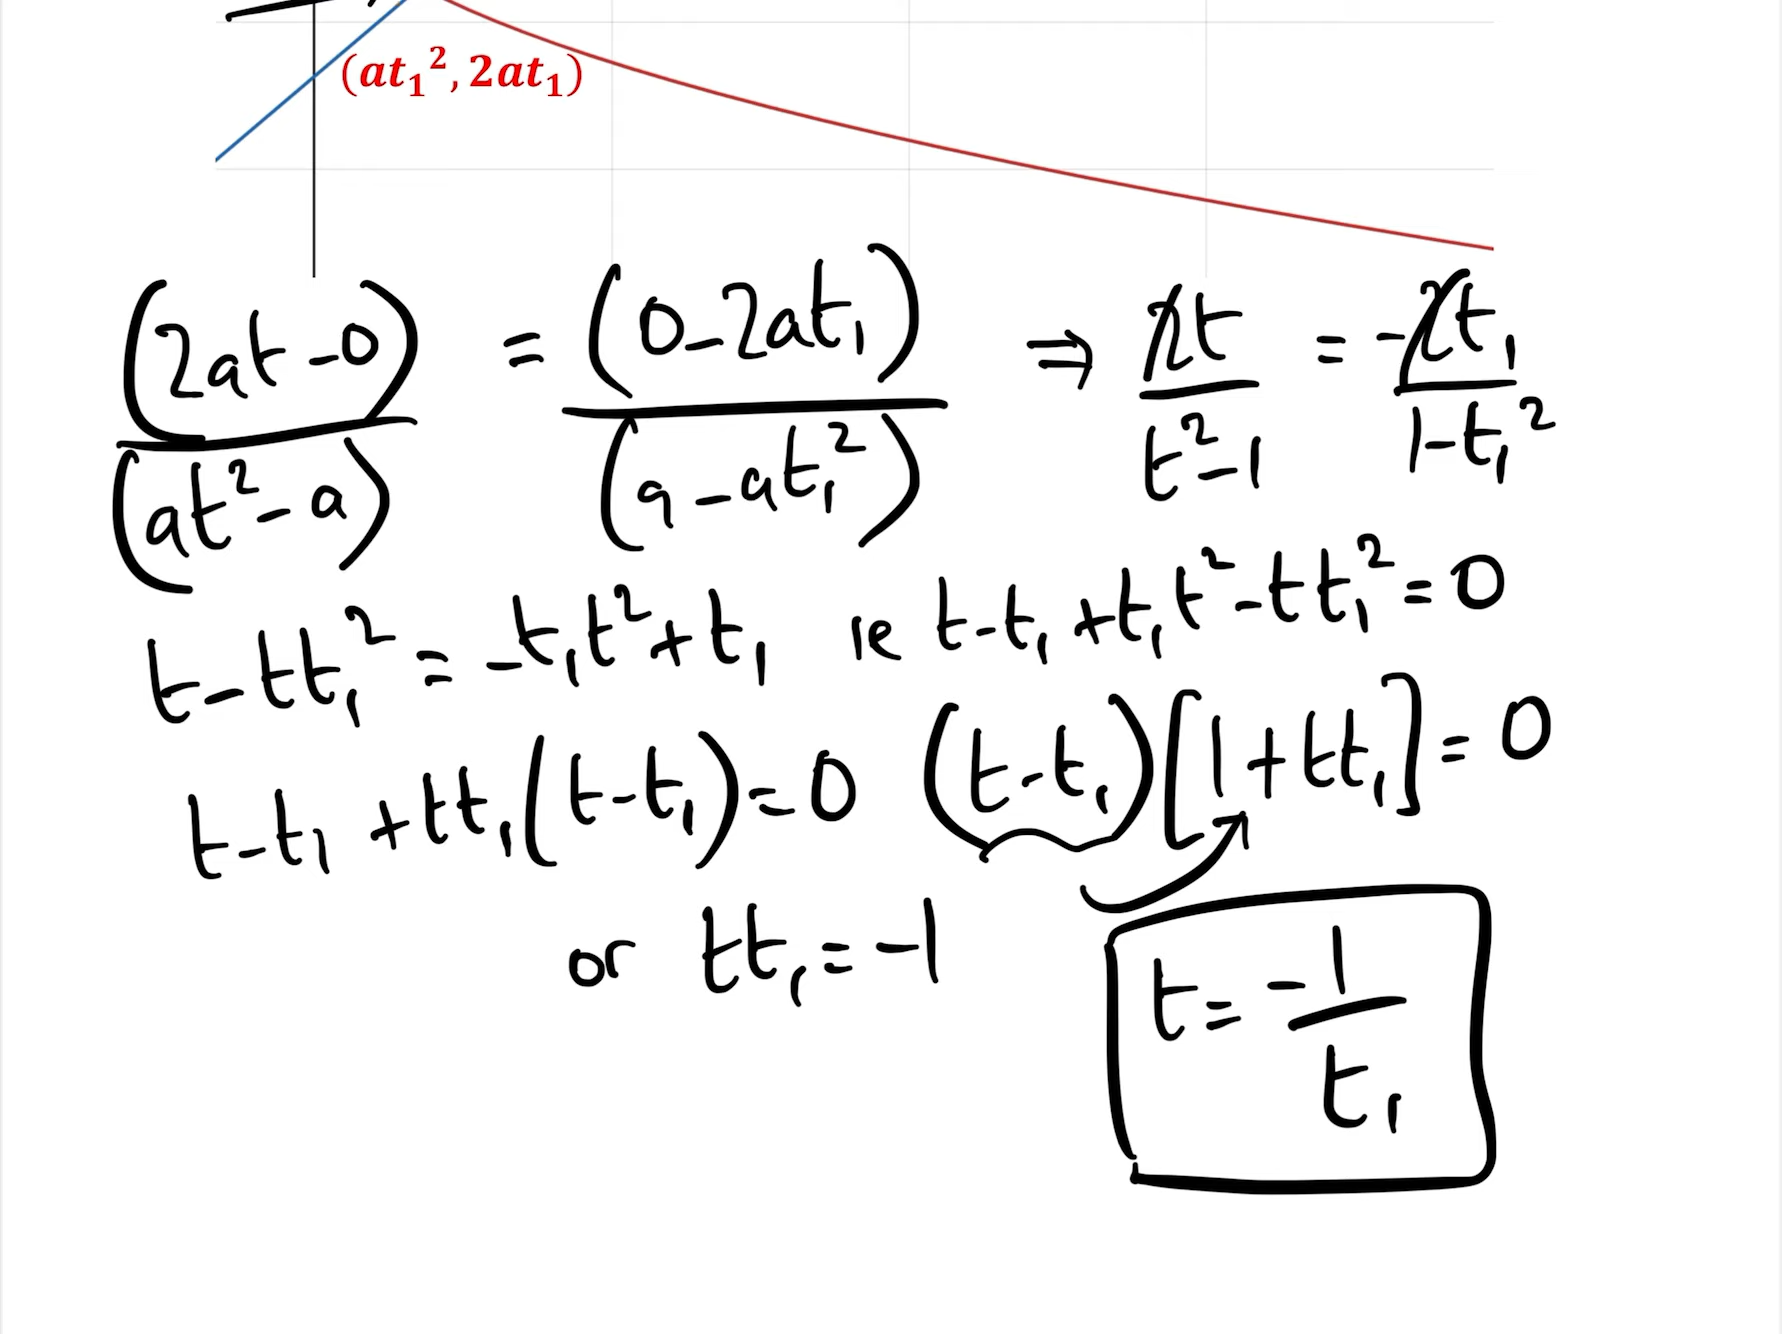 (at₁², 2at₁)
(2at-0)/(at²-a) = (0-2at₁)/(a-at₁²) ⇒ 2t/(t²-1) = -2t₁/(1-t₁²)
t-tt₁² = -t₁t²+t₁ ie t-t₁+t₁t²-tt₁²=0
t-t₁+tt₁(t-t₁)=0 (t-t₁)[1+tt₁]=0
or tt₁=-1 t=-1/t₁